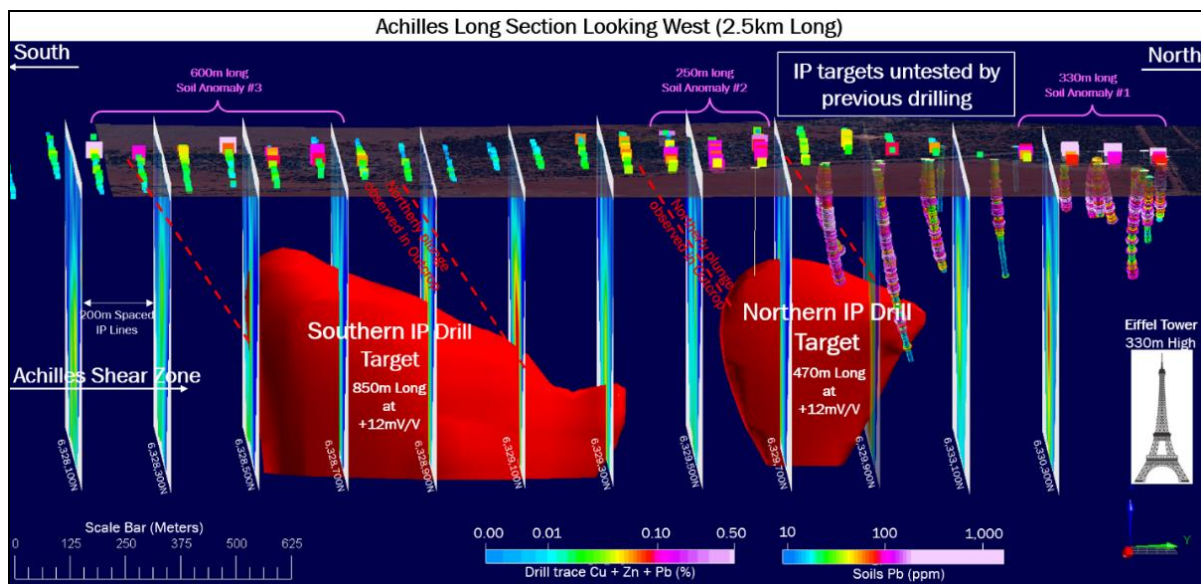 Achilles Long Section Looking West (2.5km Long)
South
North
600m long
Soil Anomaly #3
250m long
Soil Anomaly #2
IP targets untested by
previous drilling
330m long
Soil Anomaly #1
Northerly plunge
observed in Outcrop
Northerly plunge
observed in Outcrop
200m Spaced
IP Lines
Southern IP Drill
Target
850m Long
at
+12mV/V
Northern IP Drill
Target
470m Long
at
+12mV/V
Eiffel Tower
330m High
Achilles Shear Zone
6,328,100N
6,328,300N
6,328,500N
6,328,700N
6,328,900N
6,329,100N
6,329,300N
6,329,500N
6,329,700N
6,329,900N
6,333,100N
6,330,300N
Scale Bar (Meters)
0 125 250 375 500 625
0.00 0.01 0.10 0.50
Drill trace Cu + Zn + Pb (%)
10 100 1,000
Soils Pb (ppm)
Y